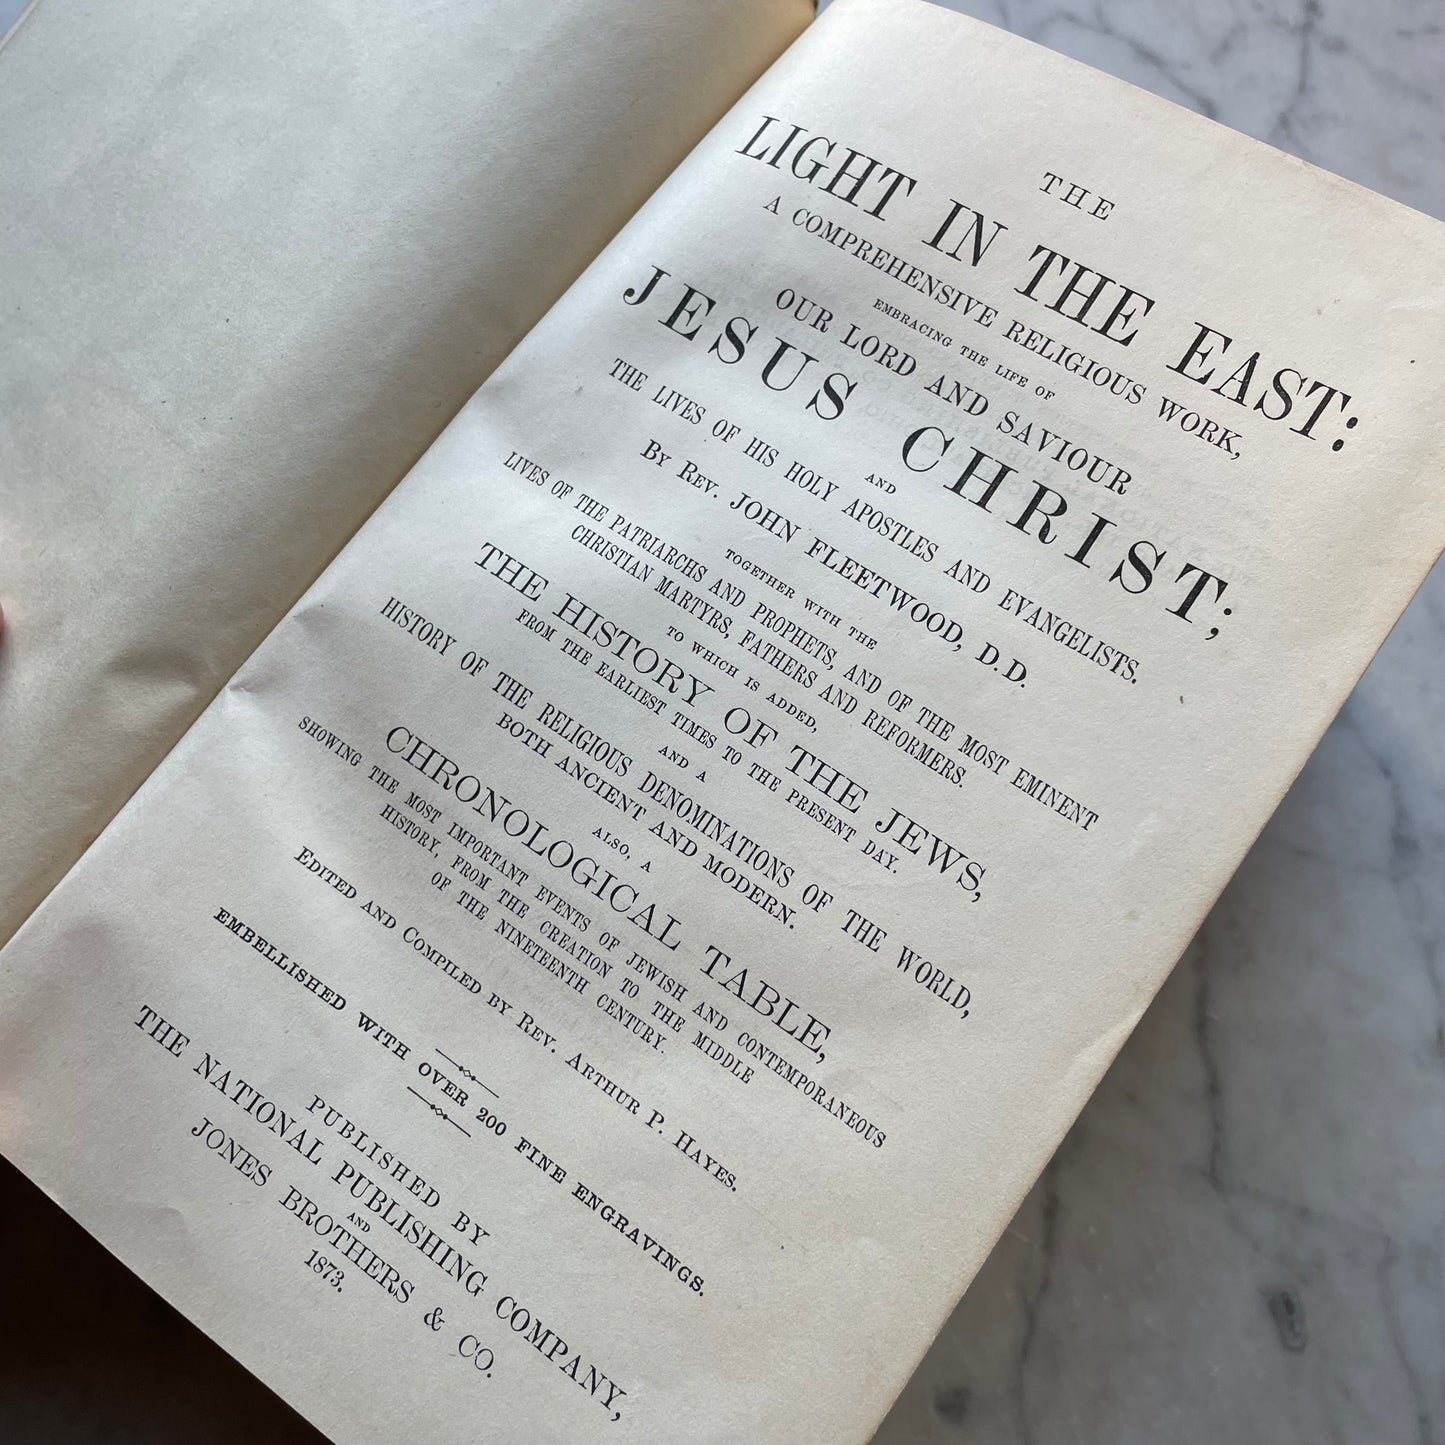 THE
LIGHT IN THE EAST:
A COMPREHENSIVE RELIGIOUS WORK,
EMBRACING THE LIFE OF
OUR LORD AND SAVIOUR
JESUS CHRIST;
AND
THE LIVES OF HIS HOLY APOSTLES AND EVANGELISTS.
BY REV. JOHN FLEETWOOD, D.D.
TOGETHER WITH THE
LIVES OF THE PATRIARCHS AND PROPHETS, AND OF THE MOST EMINENT
CHRISTIAN MARTYRS, FATHERS AND REFORMERS.
TO WHICH IS ADDED,
THE HISTORY OF THE JEWS,
FROM THE EARLIEST TIMES TO THE PRESENT DAY.
AND A
HISTORY OF THE RELIGIOUS DENOMINATIONS OF THE WORLD,
BOTH ANCIENT AND MODERN.
ALSO, A
CHRONOLOGICAL TABLE,
SHOWING THE MOST IMPORTANT EVENTS OF JEWISH AND CONTEMPORANEOUS
HISTORY, FROM THE CREATION TO THE MIDDLE
OF THE NINETEENTH CENTURY.
EDITED AND COMPILED BY REV. ARTHUR P. HAYES.
EMBELLISHED WITH OVER 200 FINE ENGRAVINGS.
PUBLISHED BY
THE NATIONAL PUBLISHING COMPANY,
AND
JONES BROTHERS & CO.
1873.